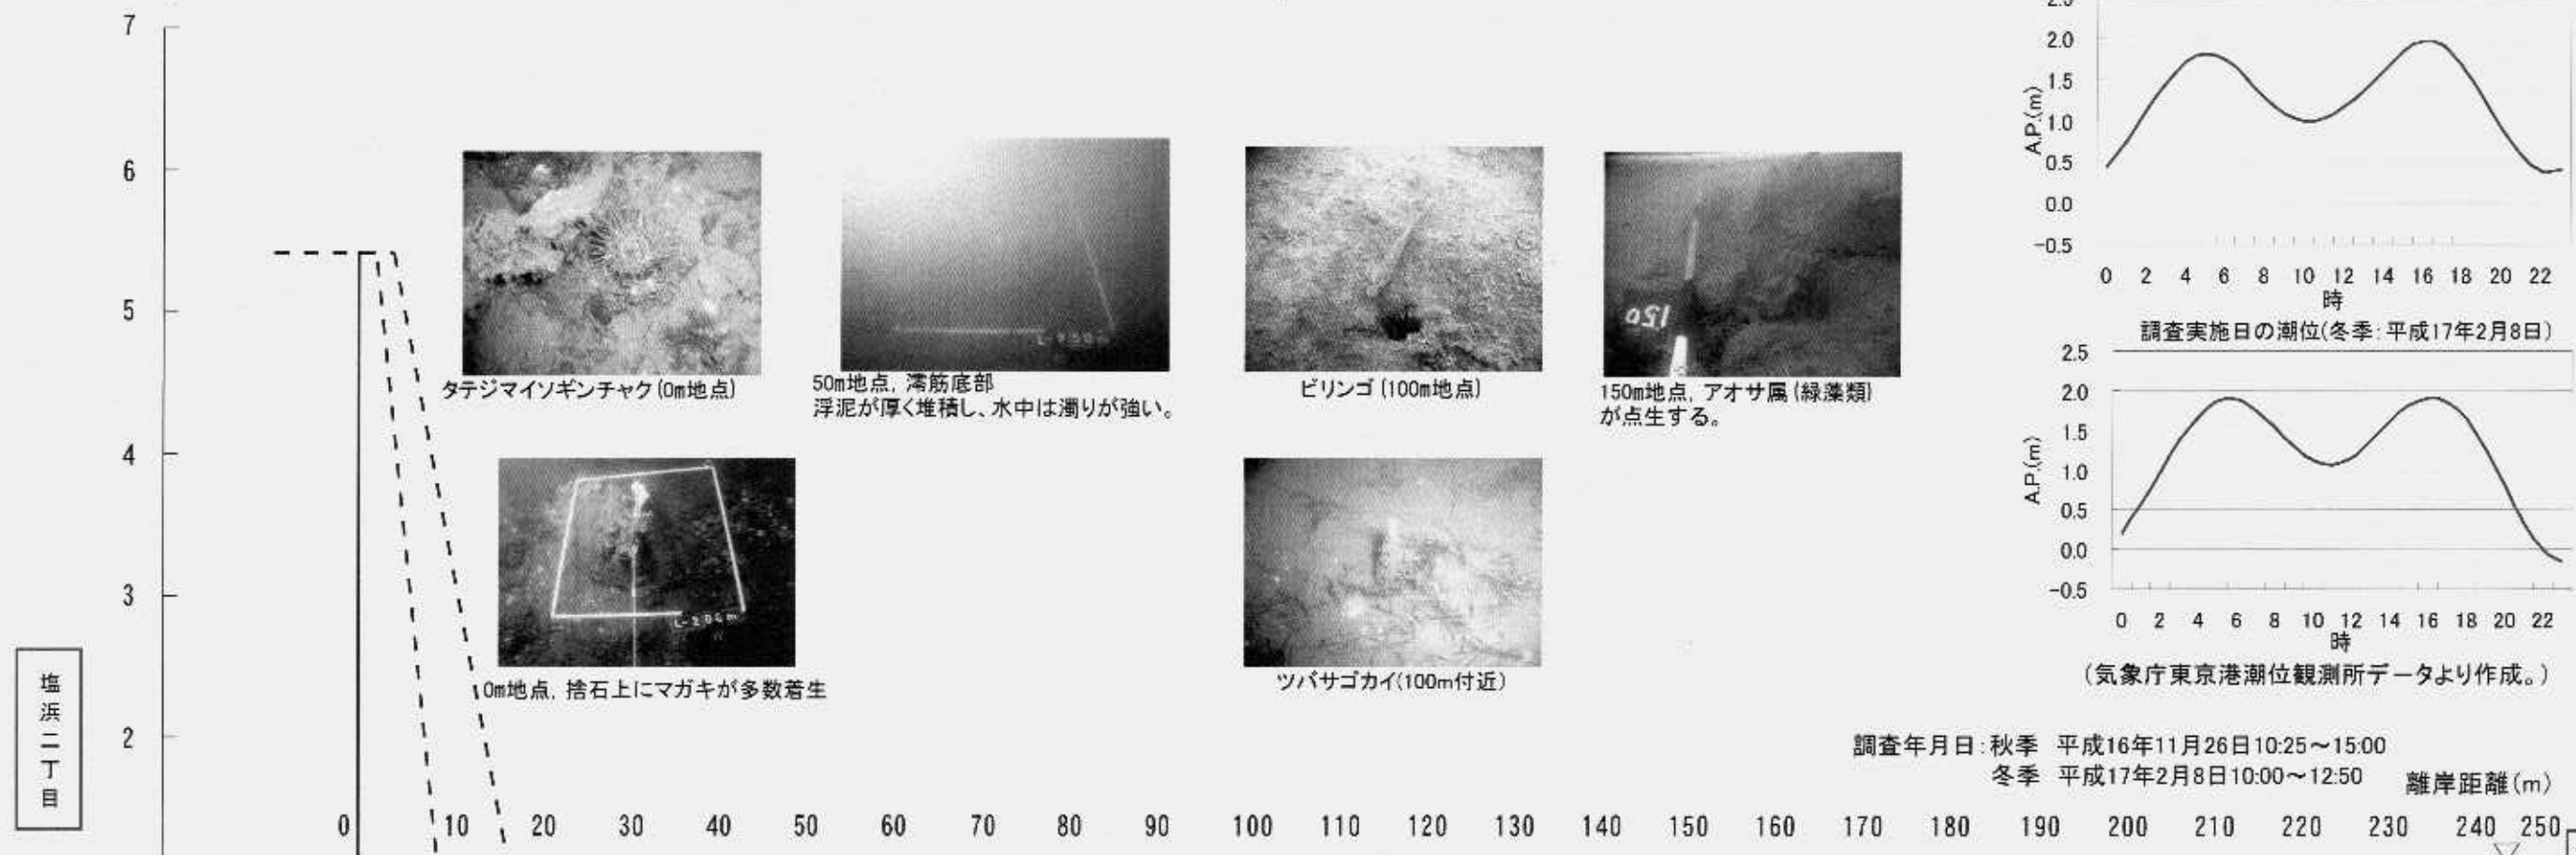 7
6
5
4
3
2
塩浜二丁目
タテジマイソギンチャク(0m地点)
50m地点, 澪筋底部
浮泥が厚く堆積し、水中は濁りが強い。
ビリンゴ(100m地点)
150m地点, アオサ属(緑藻類)
が点生する。
150
0m地点, 捨石上にマガキが多数着生
ツバサゴカイ(100m付近)
2.0
1.5
1.0
0.5
0.0
-0.5
A.P.(m)
0 2 4 6 8 10 12 14 16 18 20 22
時
調査実施日の潮位(冬季:平成17年2月8日)
2.5
2.0
1.5
1.0
0.5
0.0
-0.5
A.P.(m)
0 2 4 6 8 10 12 14 16 18 20 22
時
(気象庁東京港潮位観測所データより作成。)
調査年月日:秋季 平成16年11月26日10:25～15:00
冬季 平成17年2月8日10:00～12:50
離岸距離(m)
0 10 20 30 40 50 60 70 80 90 100 110 120 130 140 150 160 170 180 190 200 210 220 230 240 250